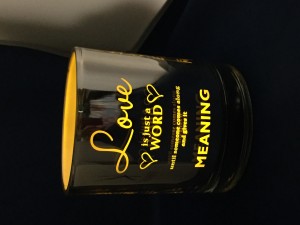 Love
is just a
WORD
until someone comes along
and gives it
MEANING